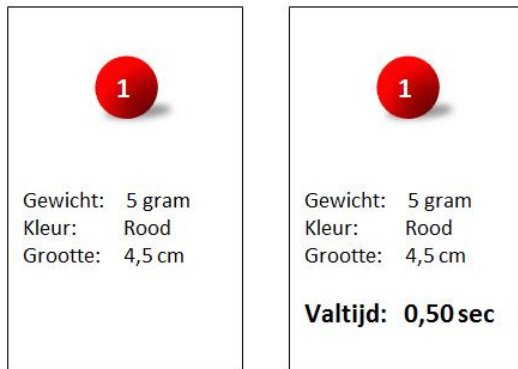 1
Gewicht: 5 gram
Kleur: Rood
Grootte: 4,5 cm
1
Gewicht: 5 gram
Kleur: Rood
Grootte: 4,5 cm
Valtijd: 0,50 sec